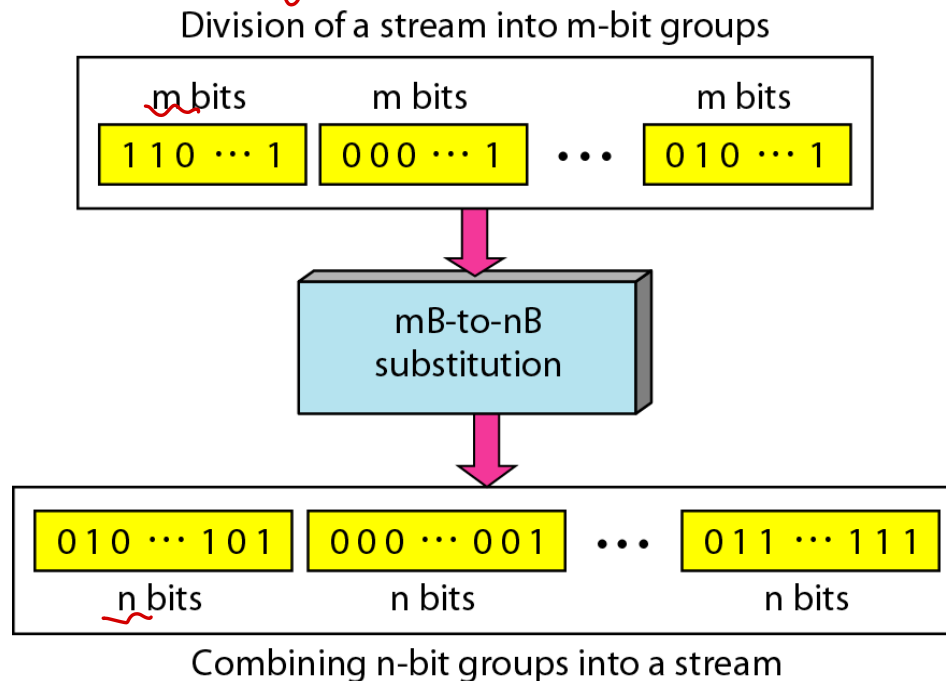 Division of a stream into m-bit groups
m bits m bits m bits
1 1 0 ··· 1 0 0 0 ··· 1 ••• 0 1 0 ··· 1
mB-to-nB
substitution
0 1 0 ··· 1 0 1 0 0 0 ··· 0 0 1 ••• 0 1 1 ··· 1 1 1
n bits n bits n bits
Combining n-bit groups into a stream